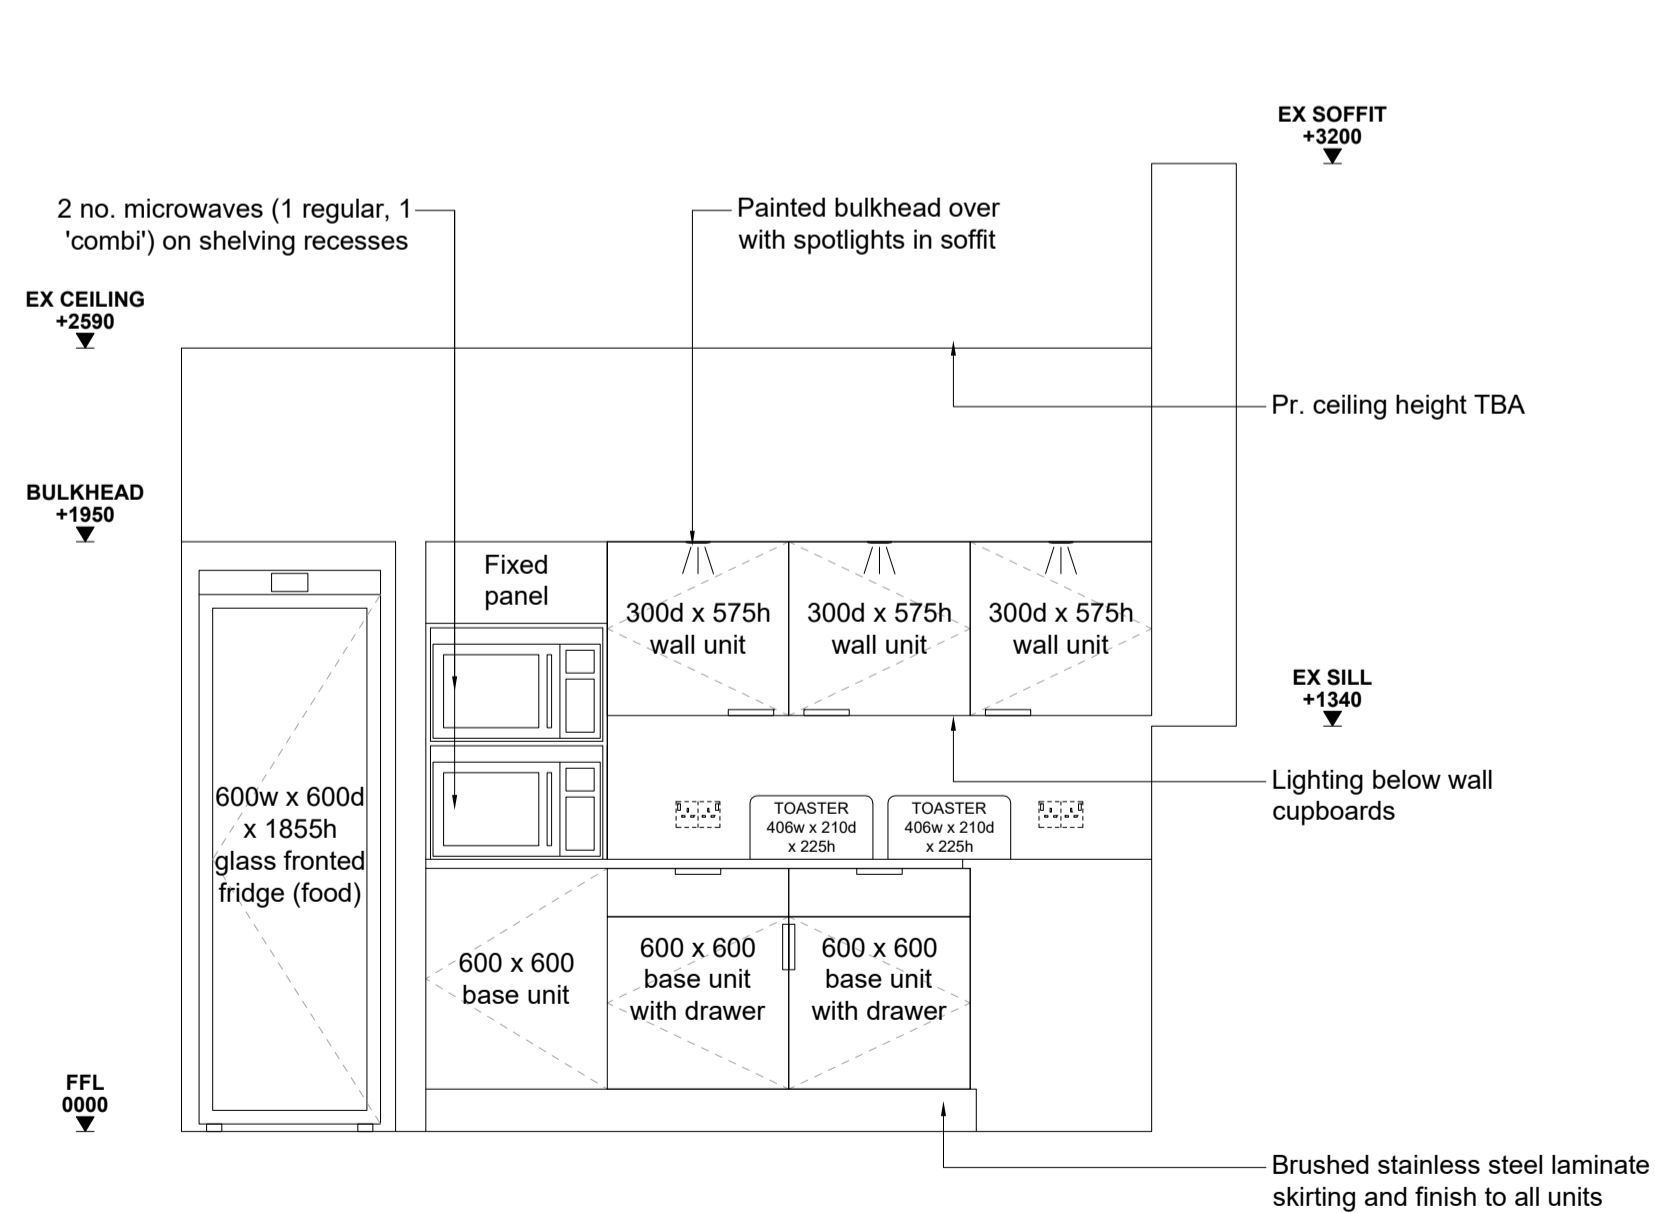 EX SOFFIT
+3200
2 no. microwaves (1 regular, 1
'combi') on shelving recesses
Painted bulkhead over
with spotlights in soffit
EX CEILING
+2590
Pr. ceiling height TBA
BULKHEAD
+1950
Fixed
panel
300d x 575h
wall unit
300d x 575h
wall unit
300d x 575h
wall unit
EX SILL
+1340
Lighting below wall
cupboards
600w x 600d
x 1855h
glass fronted
fridge (food)
TOASTER
406w x 210d
x 225h
TOASTER
406w x 210d
x 225h
600 x 600
base unit
600 x 600
base unit
with drawer
600 x 600
base unit
with drawer
FFL
0000
Brushed stainless steel laminate
skirting and finish to all units